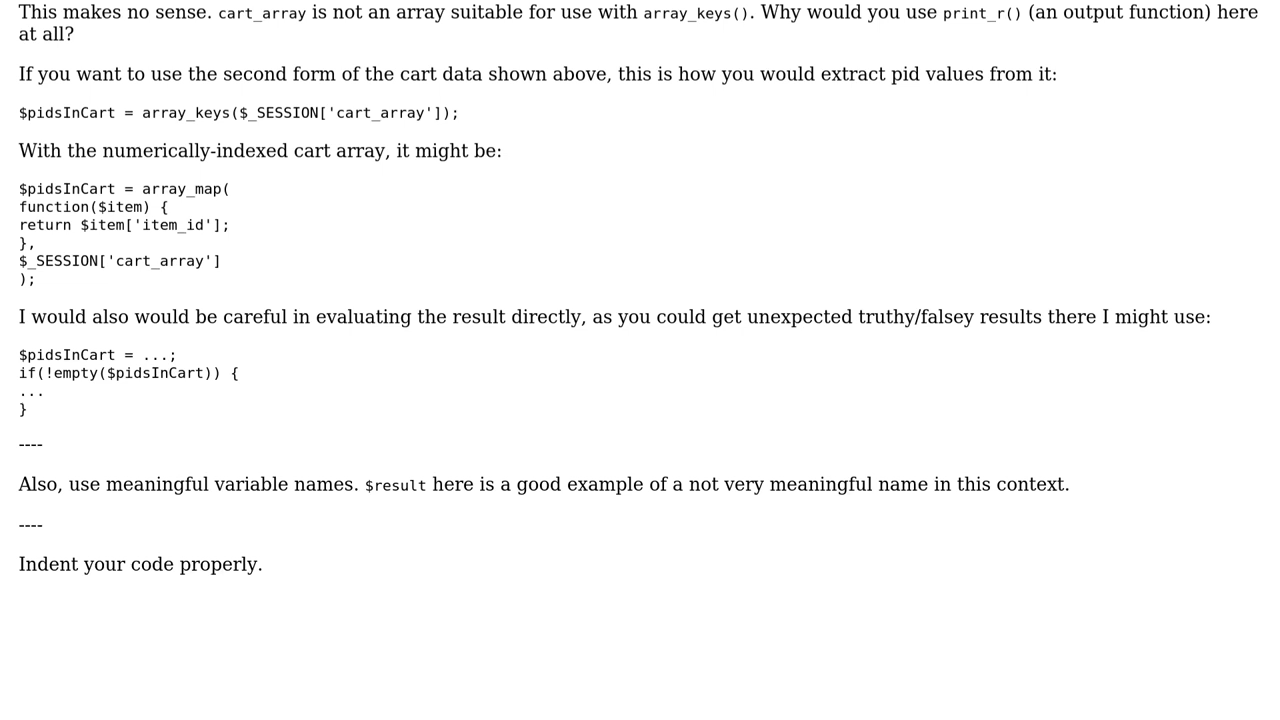 This makes no sense. cart_array is not an array suitable for use with array_keys(). Why would you use print_r() (an output function) here
at all?
If you want to use the second form of the cart data shown above, this is how you would extract pid values from it:
$pidsInCart = array_keys($_SESSION['cart_array']);
With the numerically-indexed cart array, it might be:
$pidsInCart = array_map(
function($item) {
return $item['item_id'];
},
$_SESSION['cart_array']
);
I would also would be careful in evaluating the result directly, as you could get unexpected truthy/falsey results there I might use:
$pidsInCart = ...;
if(!empty($pidsInCart)) {
...
}
----
Also, use meaningful variable names. $result here is a good example of a not very meaningful name in this context.
----
Indent your code properly.